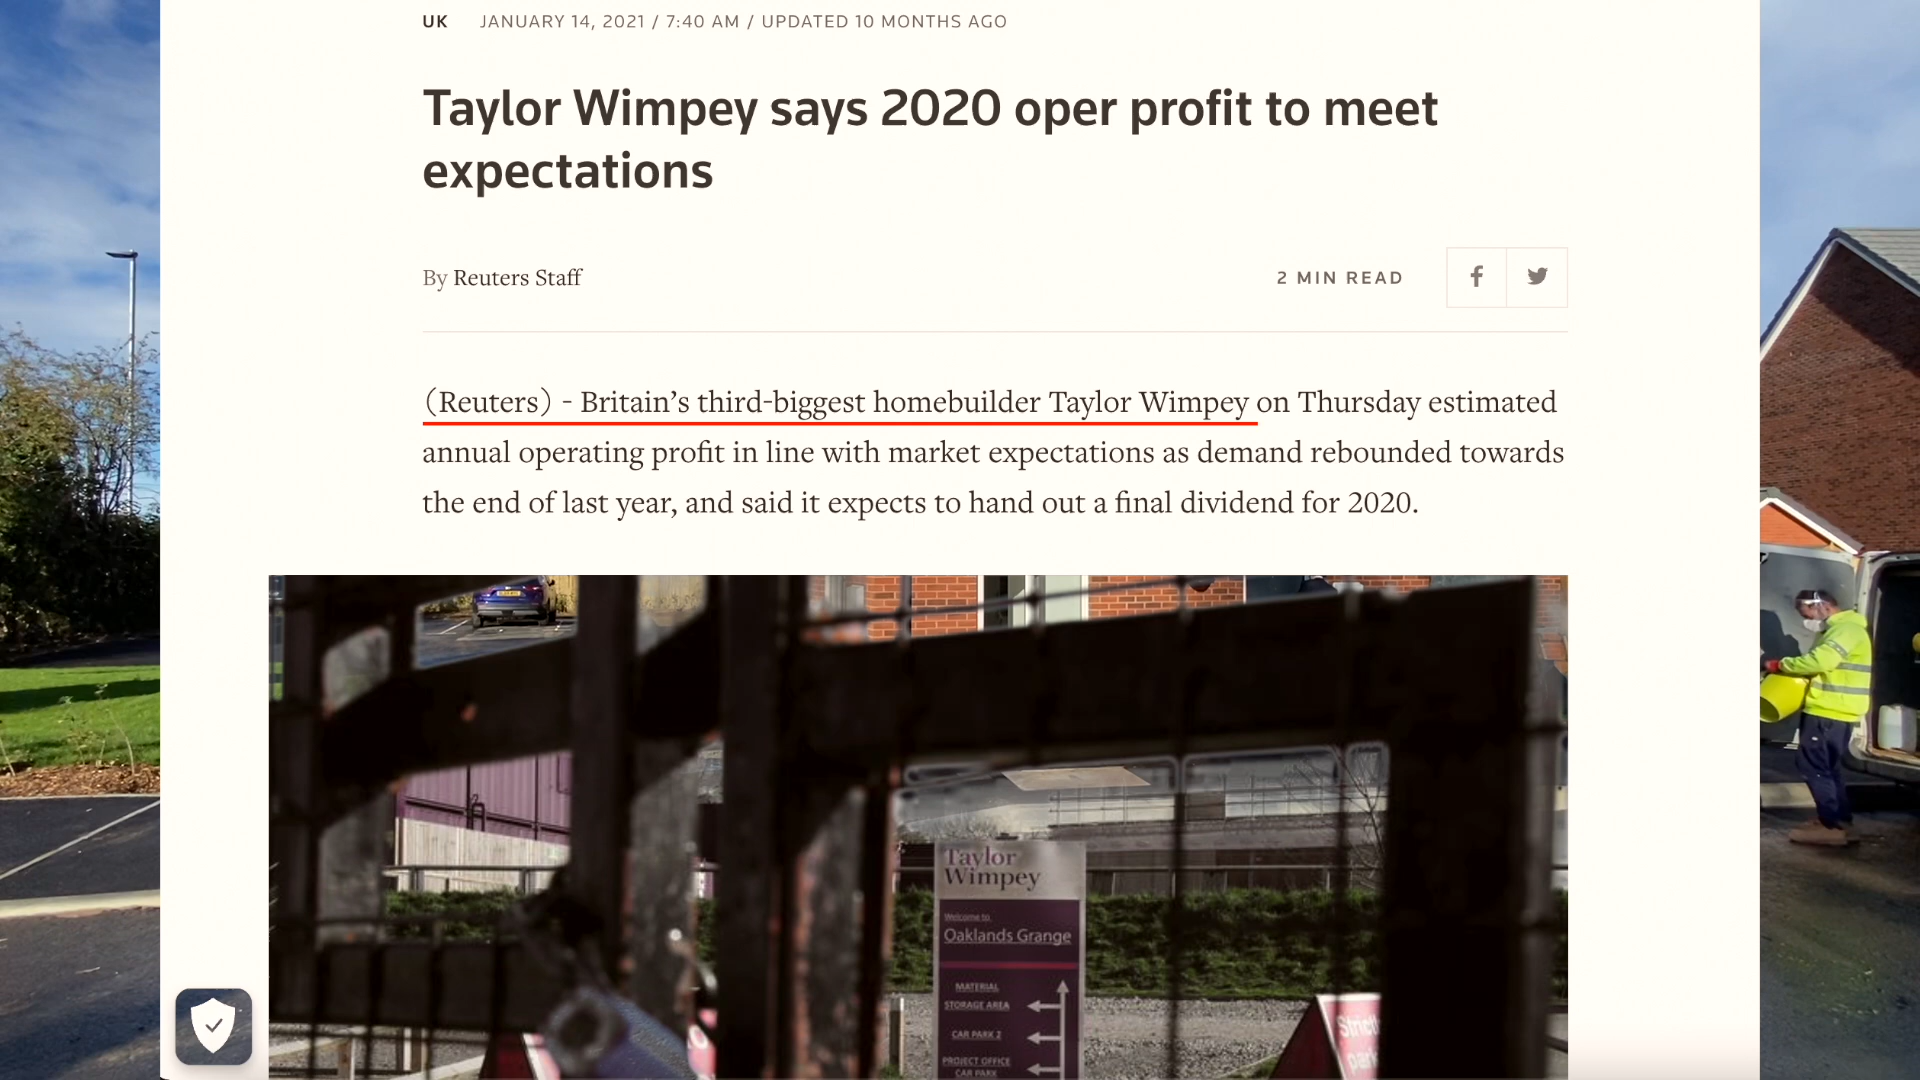 UK JANUARY 14, 2021 / 7:40 AM / UPDATED 10 MONTHS AGO
Taylor Wimpey says 2020 oper profit to meet
expectations
By Reuters Staff
2 MIN READ
(Reuters) - Britain’s third-biggest homebuilder Taylor Wimpey on Thursday estimated
annual operating profit in line with market expectations as demand rebounded towards
the end of last year, and said it expects to hand out a final dividend for 2020.
Taylor
Wimpey
Welcome to
Oaklands Grange
MATERIAL
STORAGE AREA
CAR PARK 2
PROJECT OFFICE
CAR PARK